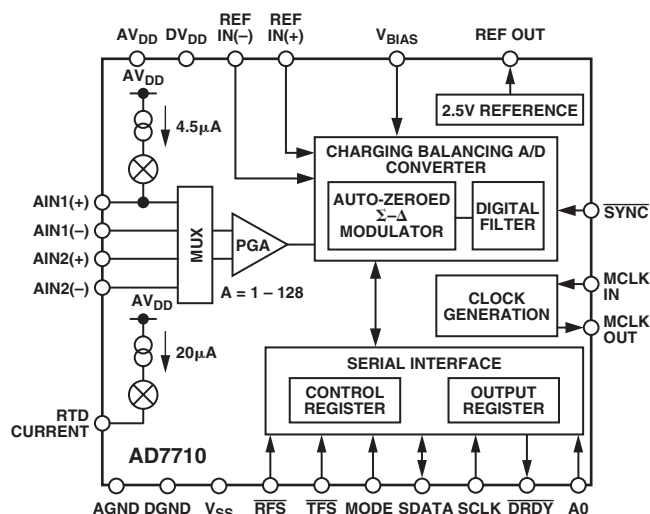 REF REF
AVDD DVDD IN(-) IN(+) VBIAS REF OUT
AVDD
4.5µA
2.5V REFERENCE
CHARGING BALANCING A/D
CONVERTER
AUTO-ZEROED
Σ–Δ
MODULATOR
DIGITAL
FILTER
SYNC
AIN1(+)
AIN1(–)
AIN2(+)
AIN2(–)
MUX
PGA
A = 1 – 128
AVDD
20µA
RTD
CURRENT
CLOCK
GENERATION
MCLK
IN
MCLK
OUT
SERIAL INTERFACE
CONTROL
REGISTER
OUTPUT
REGISTER
AD7710
AGND DGND VSS RFS TFS MODE SDATA SCLK DRDY A0